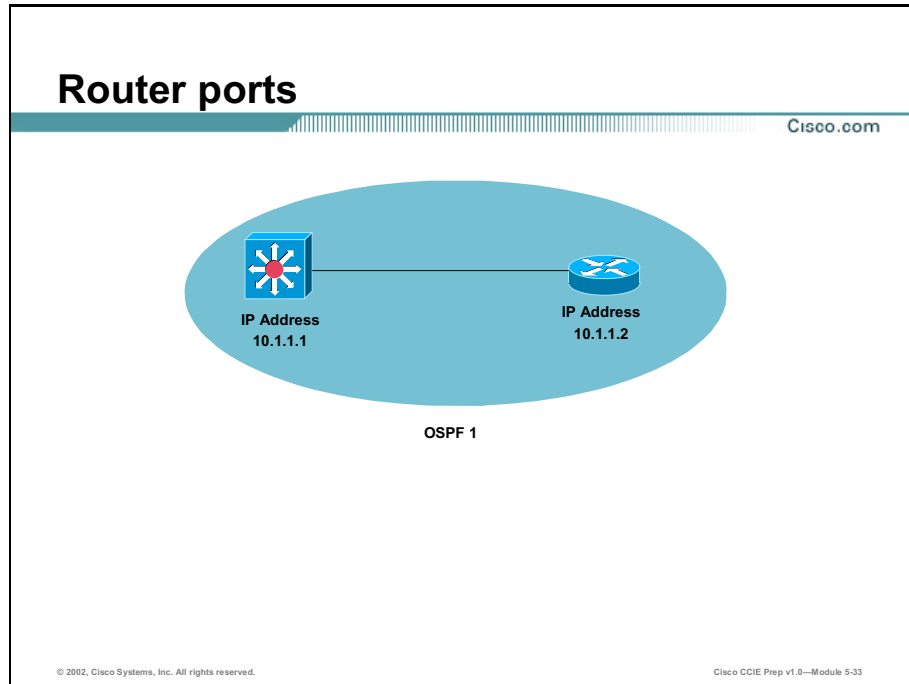 Router ports
Cisco.com
IP Address
10.1.1.1
IP Address
10.1.1.2
OSPF 1
© 2002, Cisco Systems, Inc. All rights reserved.
Cisco CCIE Prep v1.0—Module 5-33